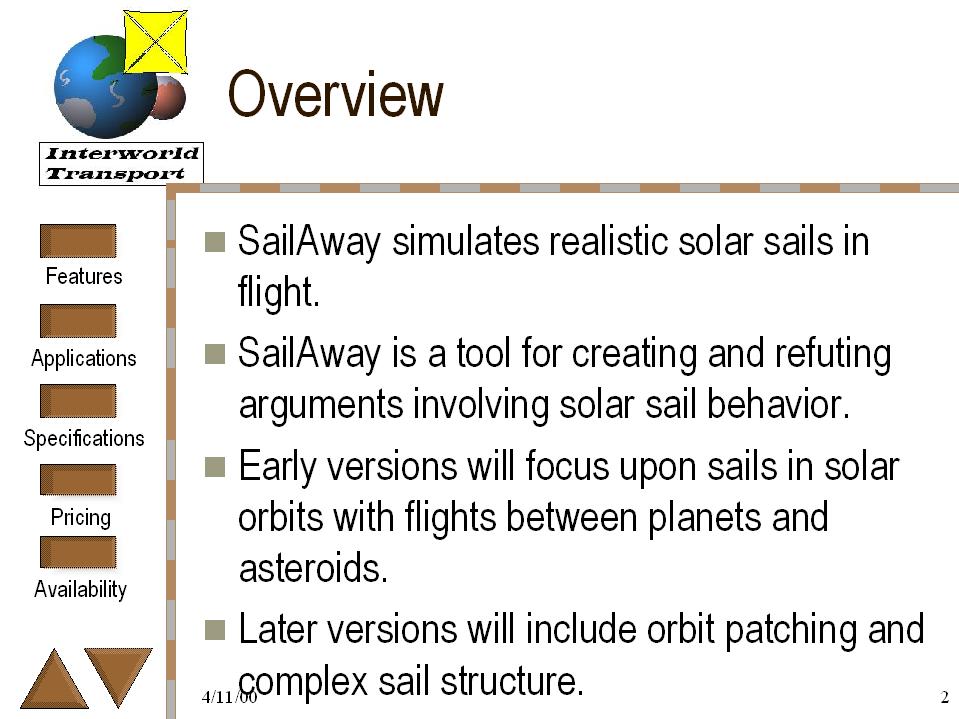 Overview
Interworld
Transport
Features
Applications
Specifications
Pricing
Availability
SailAway simulates realistic solar sails in
flight.
SailAway is a tool for creating and refuting
arguments involving solar sail behavior.
Early versions will focus upon sails in solar
orbits with flights between planets and
asteroids.
Later versions will include orbit patching and
complex sail structure.
4/11/00
2